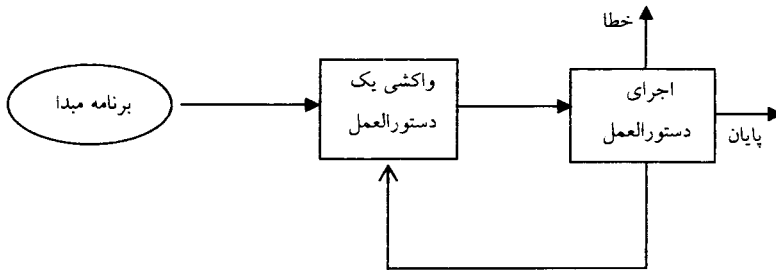 خطا
برنامه مبدا
واکشی یک
دستورالعمل
اجرای
دستورالعمل
پایان